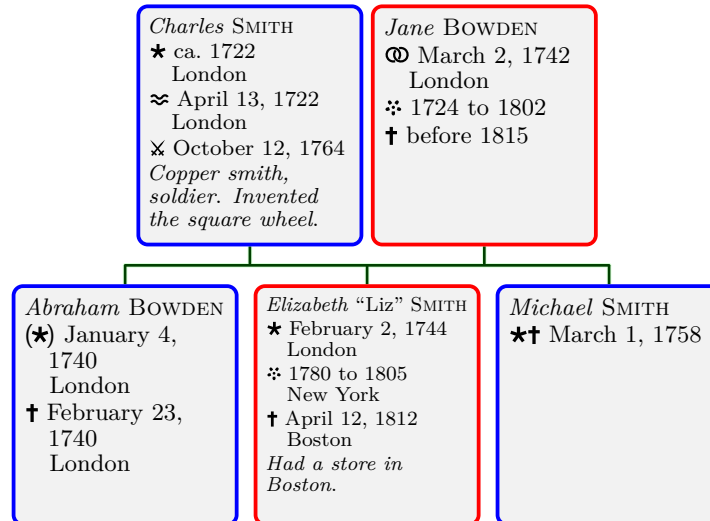 Charles SMITH
* ca. 1722
London
≈ April 13, 1722
London
⚔ October 12, 1764
Copper smith,
soldier. Invented
the square wheel.
Jane BOWDEN
⚭ March 2, 1742
London
⁘ 1724 to 1802
† before 1815
Abraham BOWDEN
(*) January 4,
1740
London
† February 23,
1740
London
Elizabeth “Liz” SMITH
* February 2, 1744
London
⁘ 1780 to 1805
New York
† April 12, 1812
Boston
Had a store in
Boston.
Michael SMITH
*† March 1, 1758